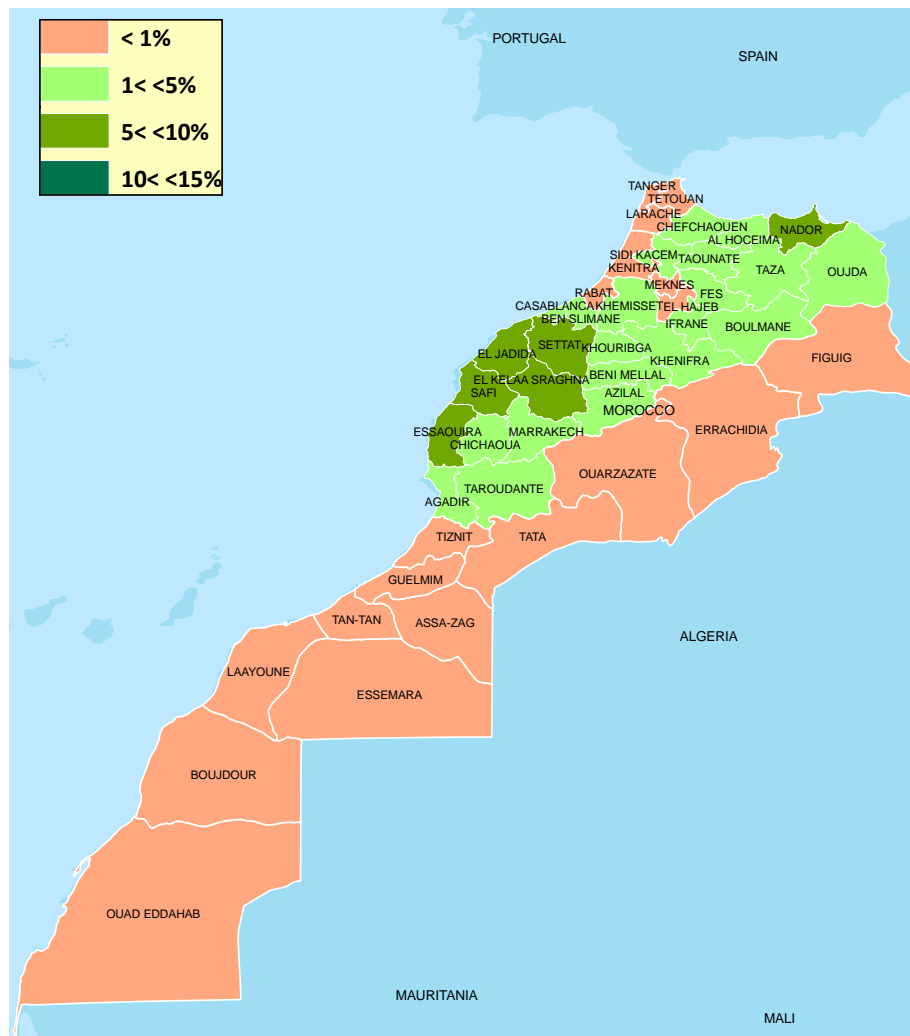 < 1%
1< <5%
5< <10%
10< <15%
PORTUGAL
SPAIN
TANGER
TETOUAN
LARACHE
CHEFCHAOUEN
NADOR
AL HOCEIMA
SIDI KACEM
TAOUNATE
KENITRA
TAZA
OUJDA
MEKNES
RABAT
FES
CASABLANCA
KHEMISSET
EL HAJEB
BEN SLIMANE
IFRANE
BOULMANE
SETTAT
KHOURIBGA
EL JADIDA
KHENIFRA
FIGUIG
BENI MELLAL
EL KELAA SRAGHNA
SAFI
AZILAL
MOROCCO
ESSAOUIRA
MARRAKECH
ERRACHIDIA
CHICHAOUA
OUARZAZATE
TAROUDANTE
AGADIR
TIZNIT
TATA
GUELMIM
TAN-TAN
ASSA-ZAG
ALGERIA
LAAYOUNE
ESSEMARA
BOUJDOUR
OUAD EDDAHAB
MAURITANIA
MALI